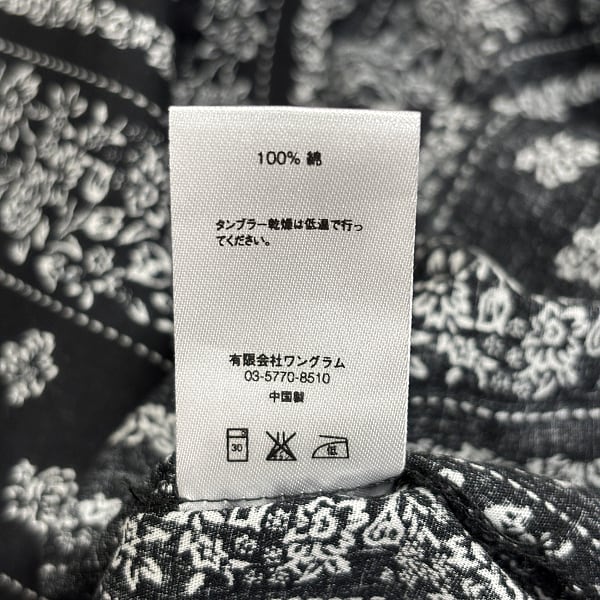 100% 綿
タンブラー乾燥は低温で行っ
てください。
有限会社ワングラム
03-5770-8510
中国製
30
低